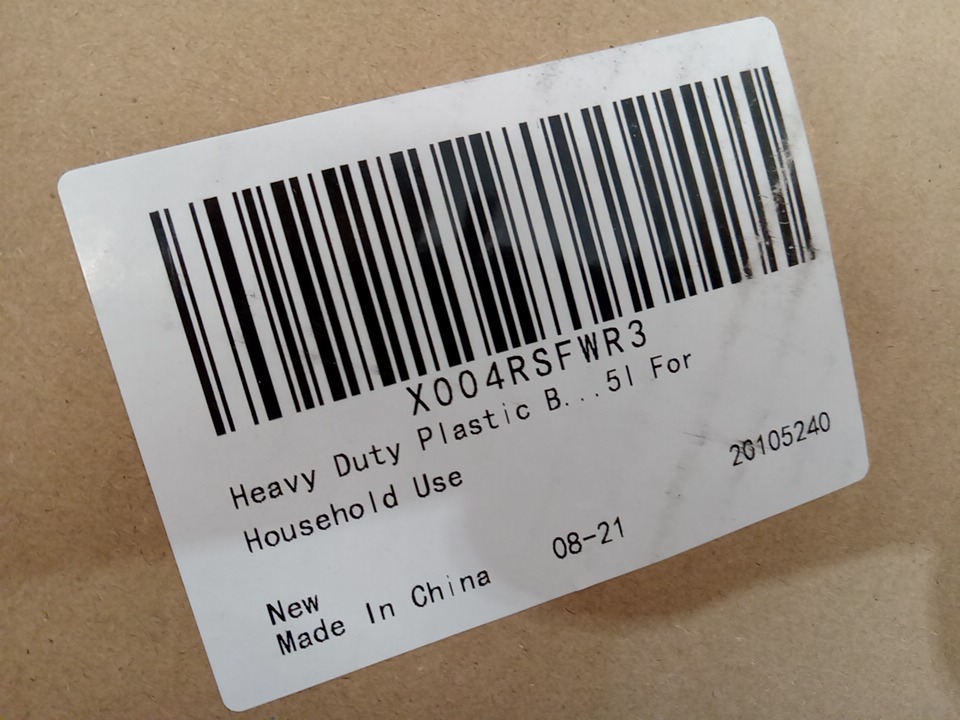 X004RSFWR3
Heavy Duty Plastic B...5l For
Household Use
20105240
New
Made In China 08-21